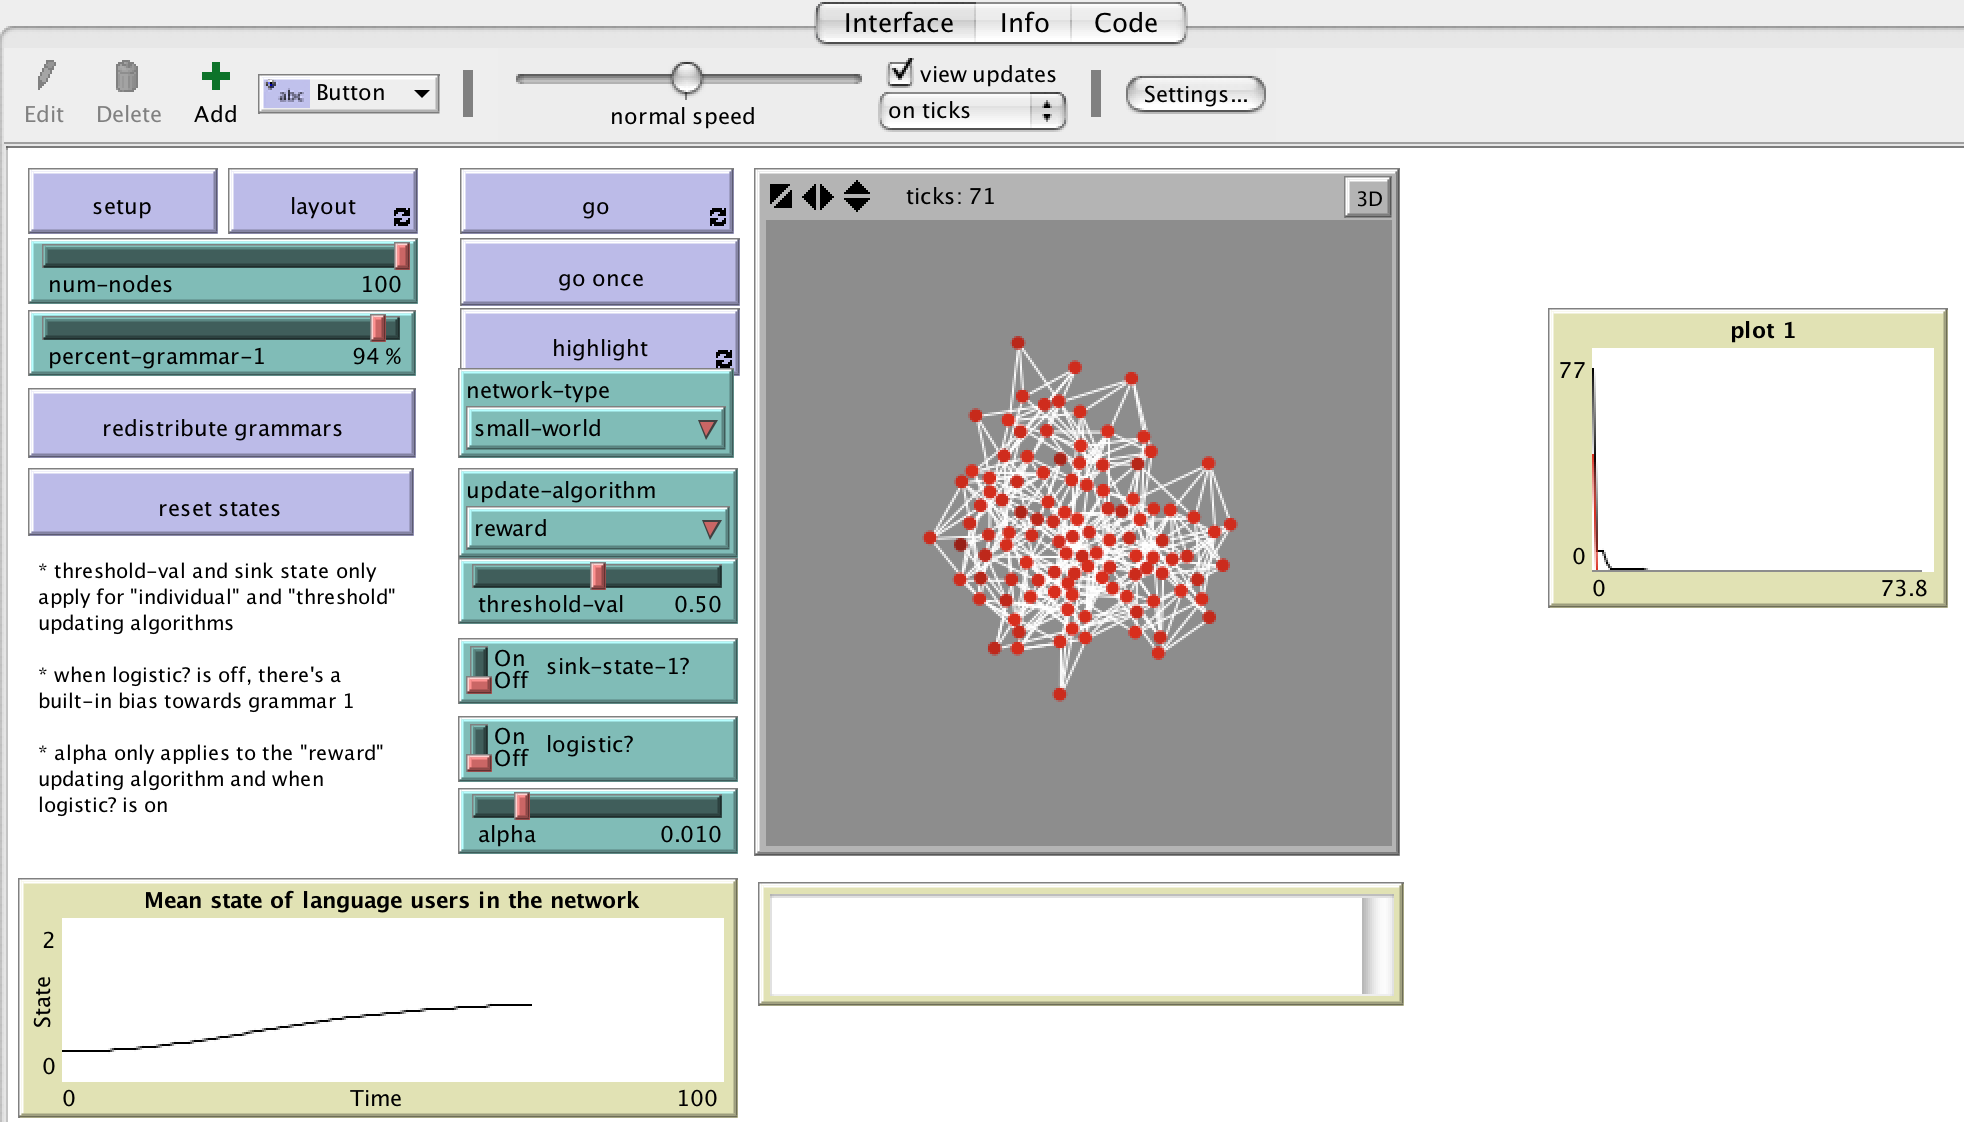 Interface Info Code
Edit Delete Add abc Button normal speed view updates on ticks Settings...
setup layout go
num-nodes 100
go once
percent-grammar-1 94 %
highlight
redistribute grammars
network-type
small-world
reset states
update-algorithm
reward
threshold-val 0.50
* threshold-val and sink state only
apply for "individual" and "threshold"
updating algorithms
* when logistic? is off, there's a
built-in bias towards grammar 1
* alpha only applies to the "reward"
updating algorithm and when
logistic? is on
On
Off sink-state-1?
On
Off logistic?
alpha 0.010
ticks: 71 3D
plot 1
77
0
0 73.8
Mean state of language users in the network
2
State
0
0 Time 100